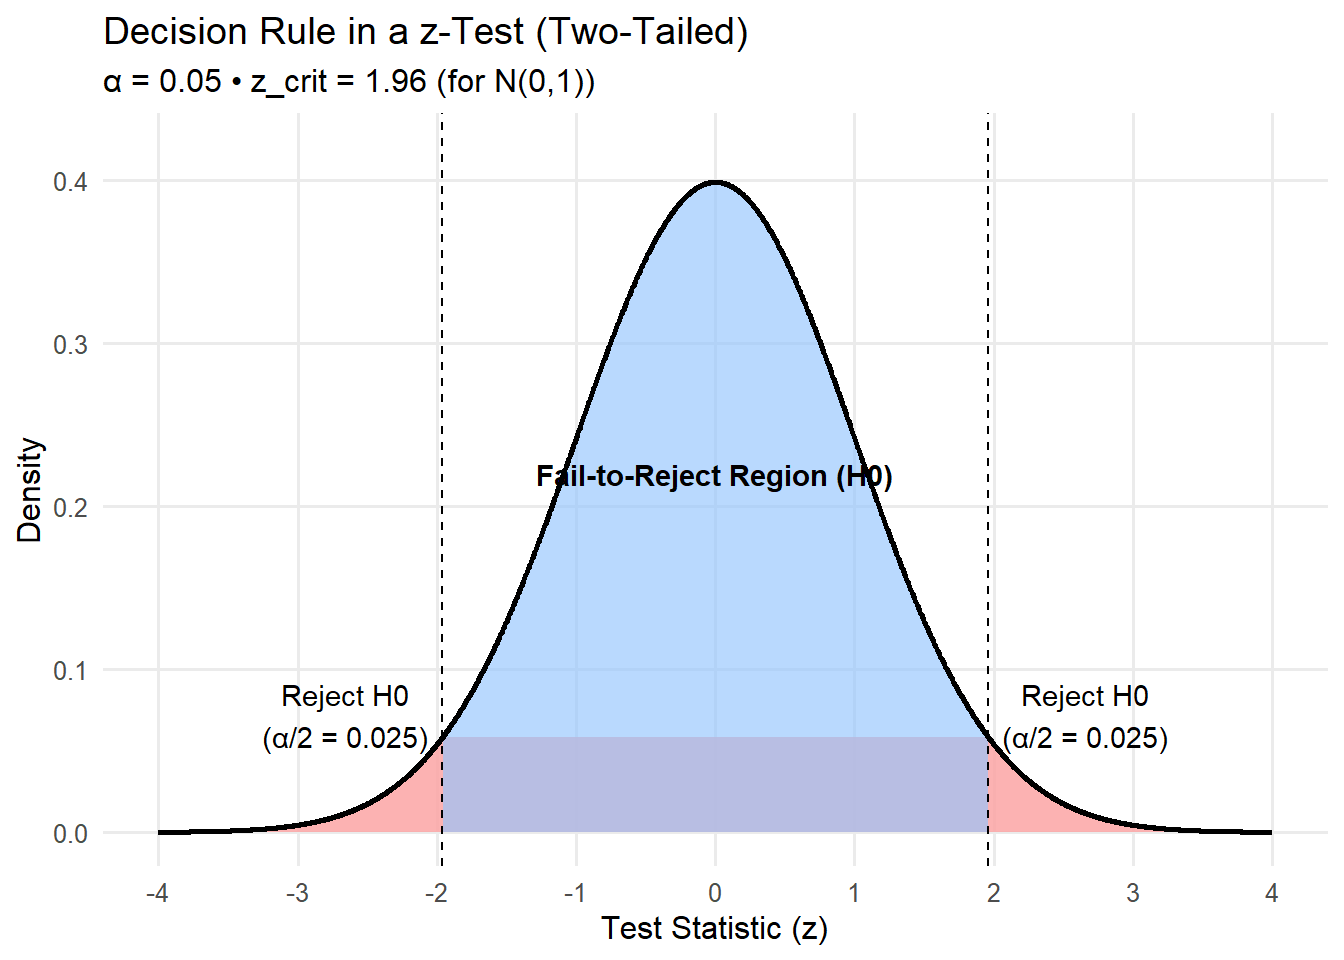 Decision Rule in a z-Test (Two-Tailed)
α = 0.05 • z_crit = 1.96 (for N(0,1))
0.4
0.3
0.2
0.1
0.0
Density
Fail-to-Reject Region (H0)
Reject H0
(α/2 = 0.025)
Reject H0
(α/2 = 0.025)
-4 -3 -2 -1 0 1 2 3 4
Test Statistic (z)